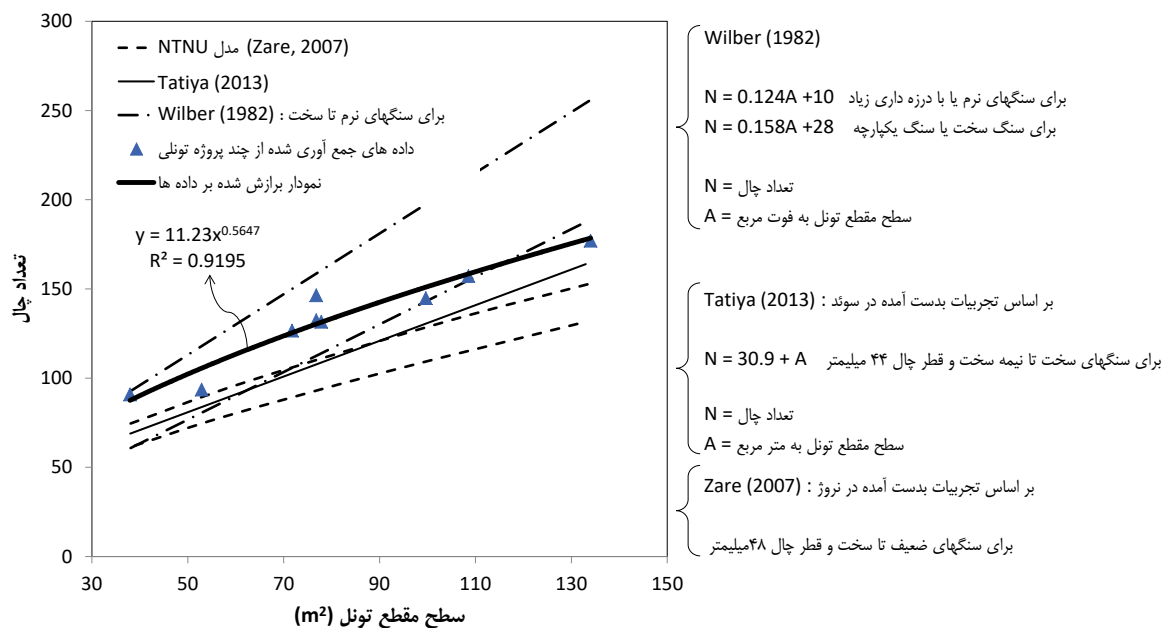 300
250
200
150
100
50
0
30
50
70
90
110
130
150
تعداد چال
سطح مقطع تونل (m²)
NTNU مدل (Zare, 2007)
Tatiya (2013)
Wilber (1982) : برای سنگهای نرم تا سخت
داده های جمع آوری شده از چند پروژه تونلی
نمودار برازش شده بر داده ها
y = 11.23x^0.5647
R² = 0.9195
Wilber (1982)
N = 0.124A +10 برای سنگهای نرم یا با درزه داری زیاد
N = 0.158A +28 برای سنگ سخت یا سنگ یکپارچه
N = تعداد چال
A = سطح مقطع تونل به فوت مربع
Tatiya (2013) : بر اساس تجربیات بدست آمده در سوئد
N = 30.9 + A برای سنگهای سخت تا نیمه سخت و قطر چال ۴۴ میلیمتر
N = تعداد چال
A = سطح مقطع تونل به متر مربع
Zare (2007) : بر اساس تجربیات بدست آمده در نروژ
برای سنگهای ضعیف تا سخت و قطر چال ۴۸میلیمتر